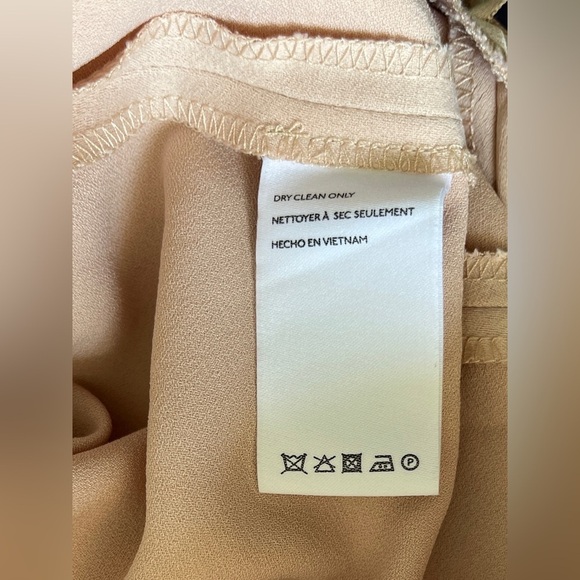 DRY CLEAN ONLY
NETTOYER À SEC SEULEMENT
HECHO EN VIETNAM
P